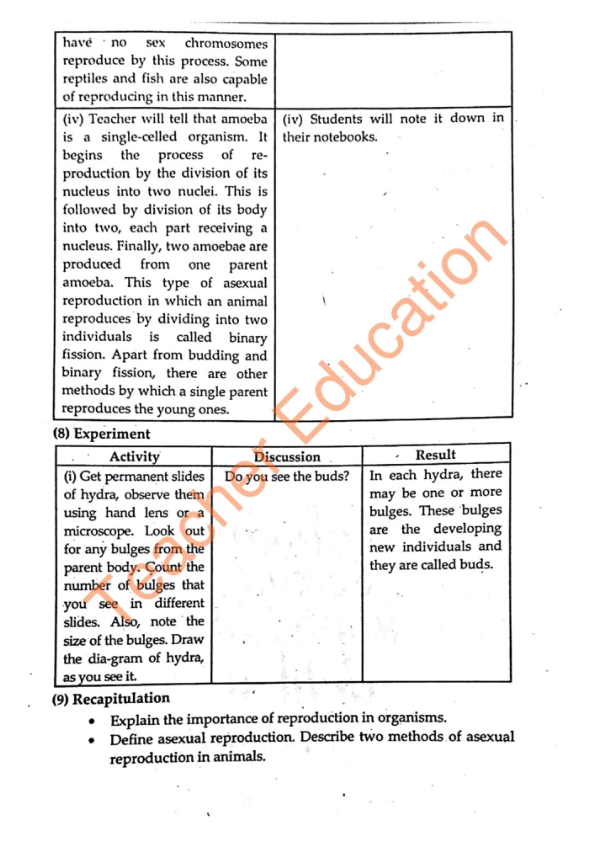 have no sex chromosomes
reproduce by this process. Some
reptiles and fish are also capable
of reproducing in this manner.
(iv) Teacher will tell that amoeba
is a single-celled organism. It
begins the process of re-
production by the division of its
nucleus into two nuclei. This is
followed by division of its body
into two, each part receiving a
nucleus. Finally, two amoebae are
produced from one parent
amoeba. This type of asexual
reproduction in which an animal
reproduces by dividing into two
individuals is called binary
fission. Apart from budding and
binary fission, there are other
methods by which a single parent
reproduces the young ones.
(iv) Students will note it down in
their notebooks.
(8) Experiment
Activity
Discussion
Result
(i) Get permanent slides
of hydra, observe them
using hand lens or a
microscope. Look out
for any bulges from the
parent body. Count the
number of bulges that
you see in different
slides. Also, note the
size of the bulges. Draw
the dia-gram of hydra,
as you see it.
Do you see the buds?
In each hydra, there
may be one or more
bulges. These bulges
are the developing
new individuals and
they are called buds.
(9) Recapitulation
• Explain the importance of reproduction in organisms.
• Define asexual reproduction. Describe two methods of asexual
reproduction in animals.
Teacher Education